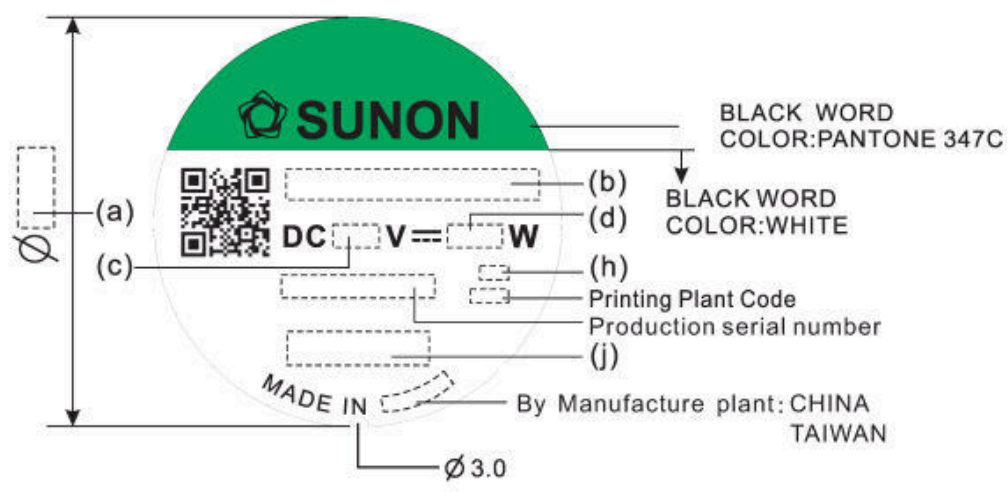 SUNON
BLACK WORD
COLOR:PANTONE 347C
(b)
BLACK WORD
COLOR:WHITE
(a)
Ø
DC V W
(d)
(c)
(h)
Printing Plant Code
Production serial number
(j)
MADE IN
By Manufacture plant: CHINA
TAIWAN
Ø 3.0